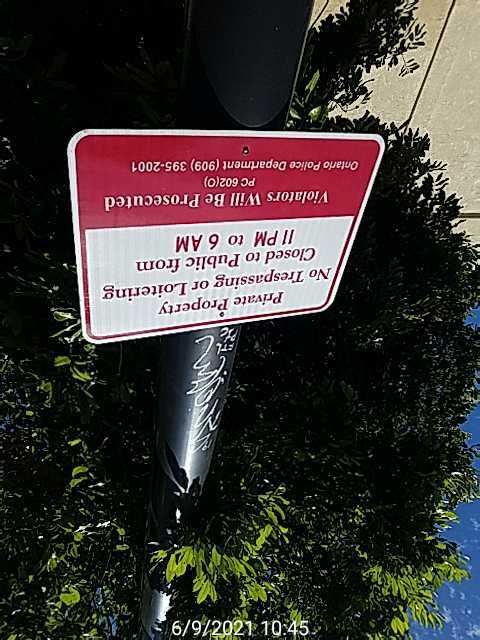 Private Property
No Trespassing or Loitering
Closed to Public from
11 PM to 6 AM
Violators Will Be Prosecuted
PC 602(O)
Ontario Police Department (909) 395-2001
6/9/2021 10:45